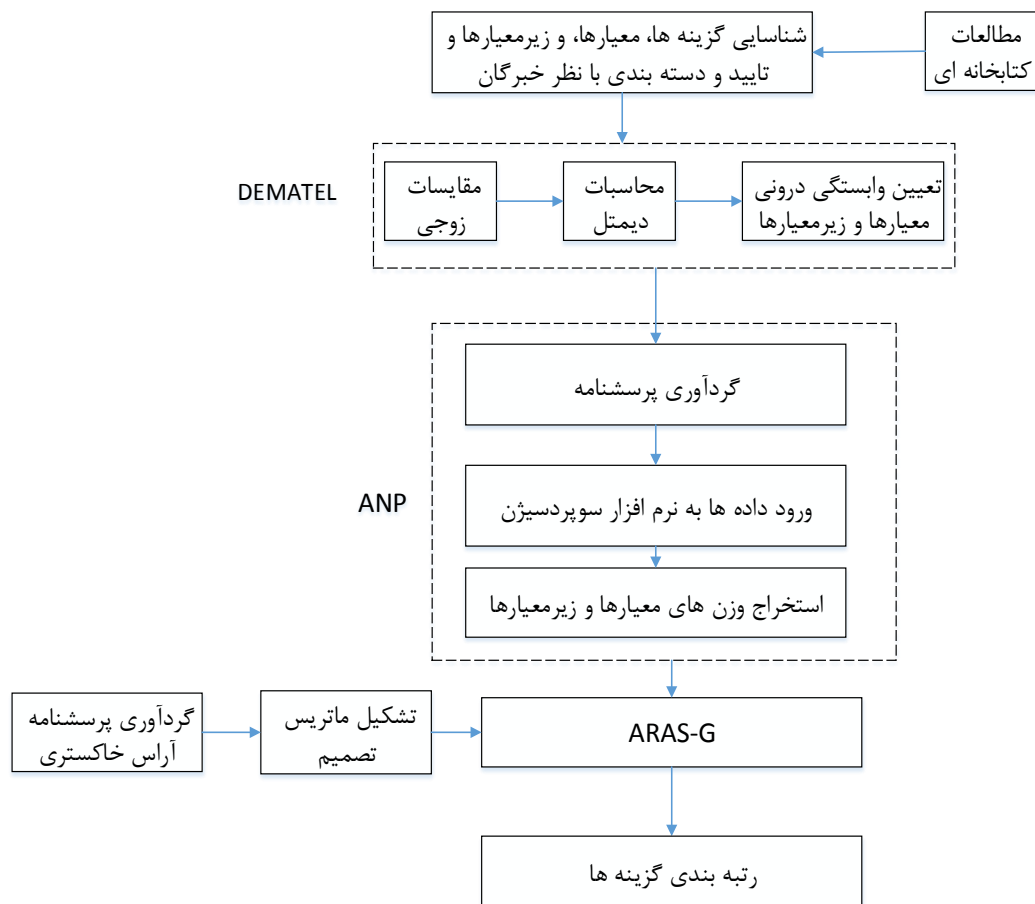 مطالعات
کتابخانه ای
شناسایی گزینه ها، معیارها، و زیرمعیارها و
تایید و دسته بندی با نظر خبرگان
DEMATEL
مقایسات
زوجی
محاسبات
دیمتل
تعیین وابستگی درونی
معیارها و زیرمعیارها
ANP
گردآوری پرسشنامه
ورود داده ها به نرم افزار سوپردسیژن
استخراج وزن های معیارها و زیرمعیارها
گردآوری پرسشنامه
آراس خاکستری
تشکیل ماتریس
تصمیم
ARAS-G
رتبه بندی گزینه ها